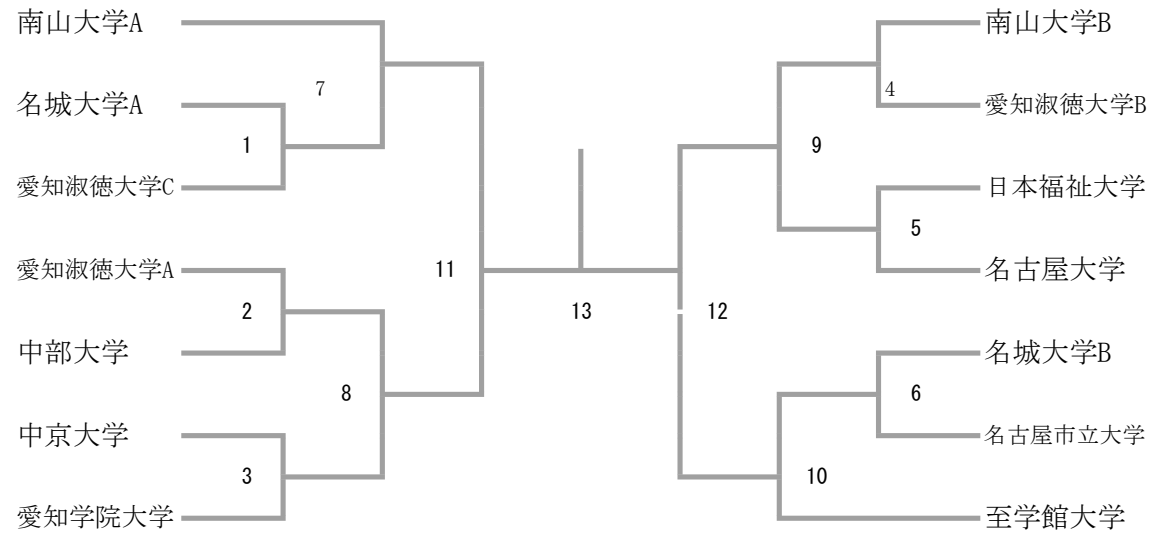 南山大学A
7
名城大学A
1
愛知淑徳大学C
愛知淑徳大学A
2
中部大学
8
中京大学
3
愛知学院大学
11
13
12
南山大学B
4
愛知淑徳大学B
9
日本福祉大学
5
名古屋大学
名城大学B
6
名古屋市立大学
10
至学館大学